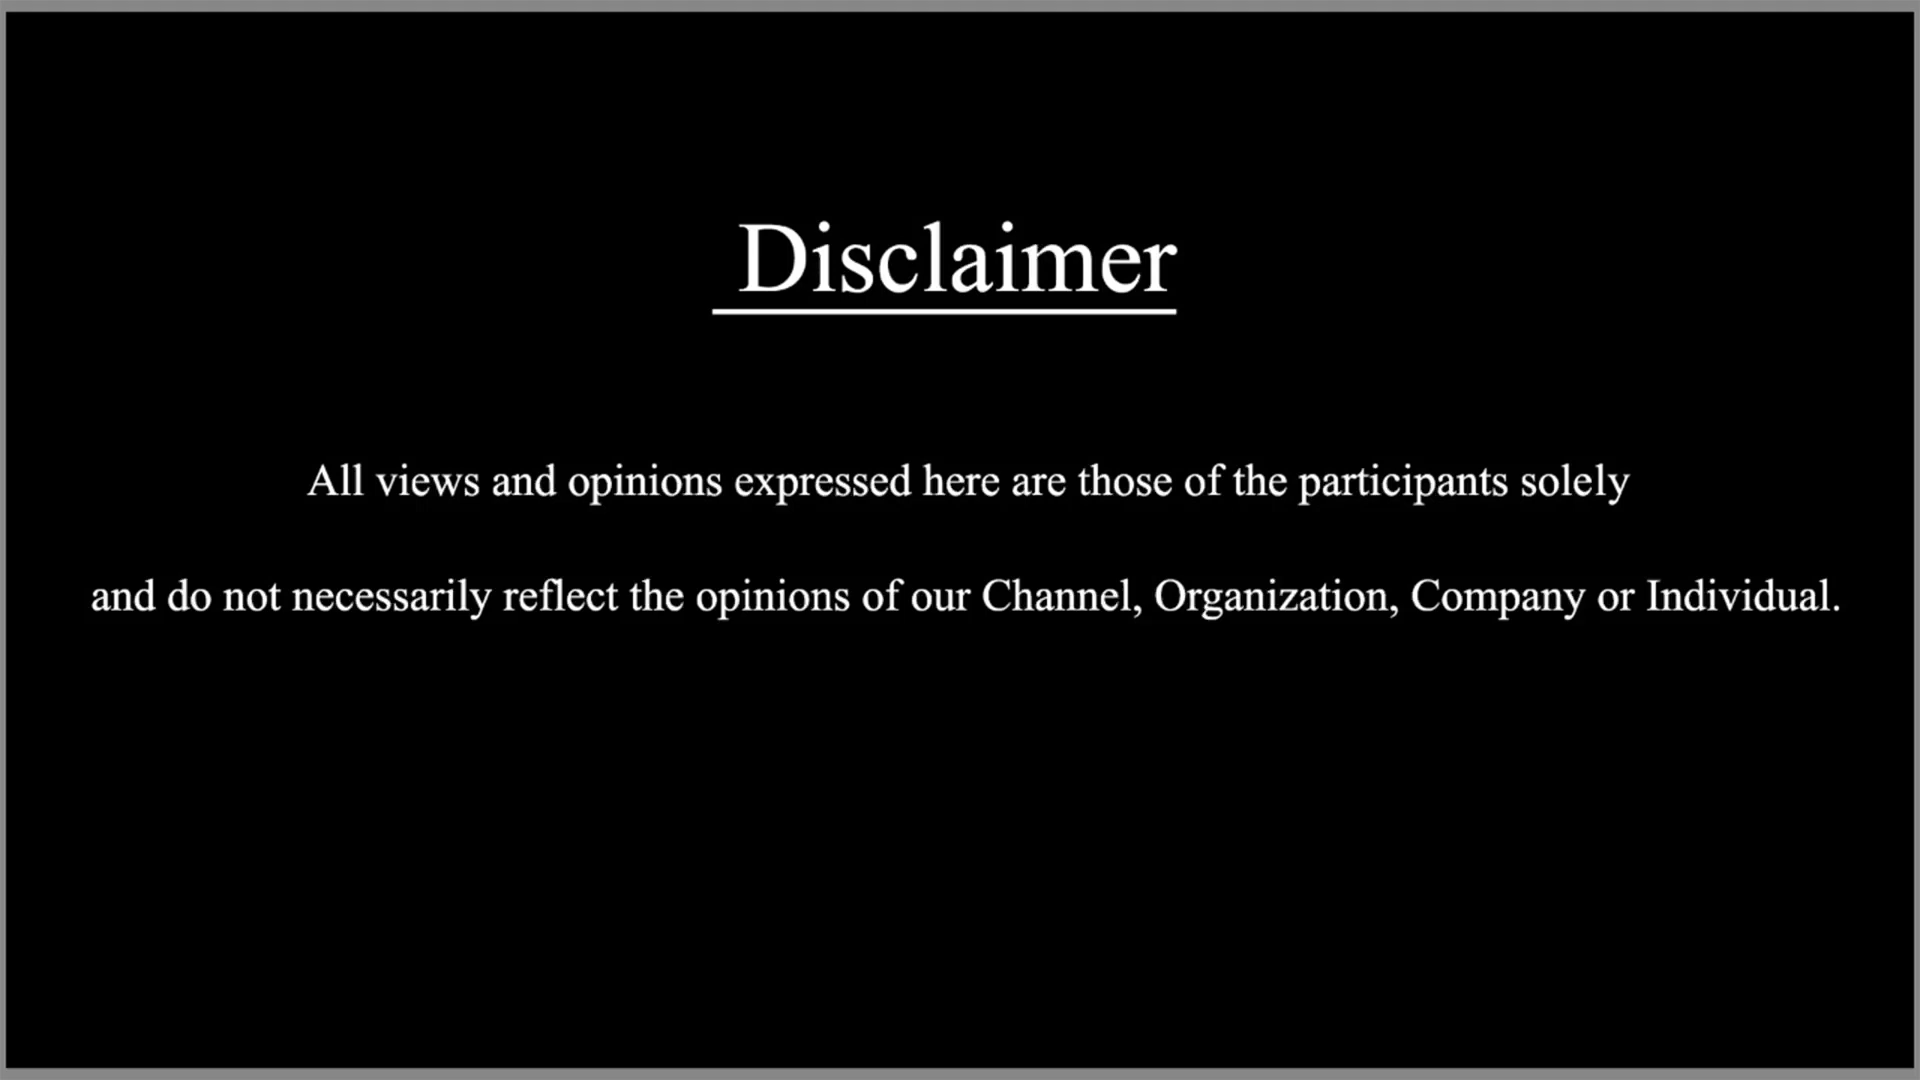 Disclaimer
All views and opinions expressed here are those of the participants solely
and do not necessarily reflect the opinions of our Channel, Organization, Company or Individual.